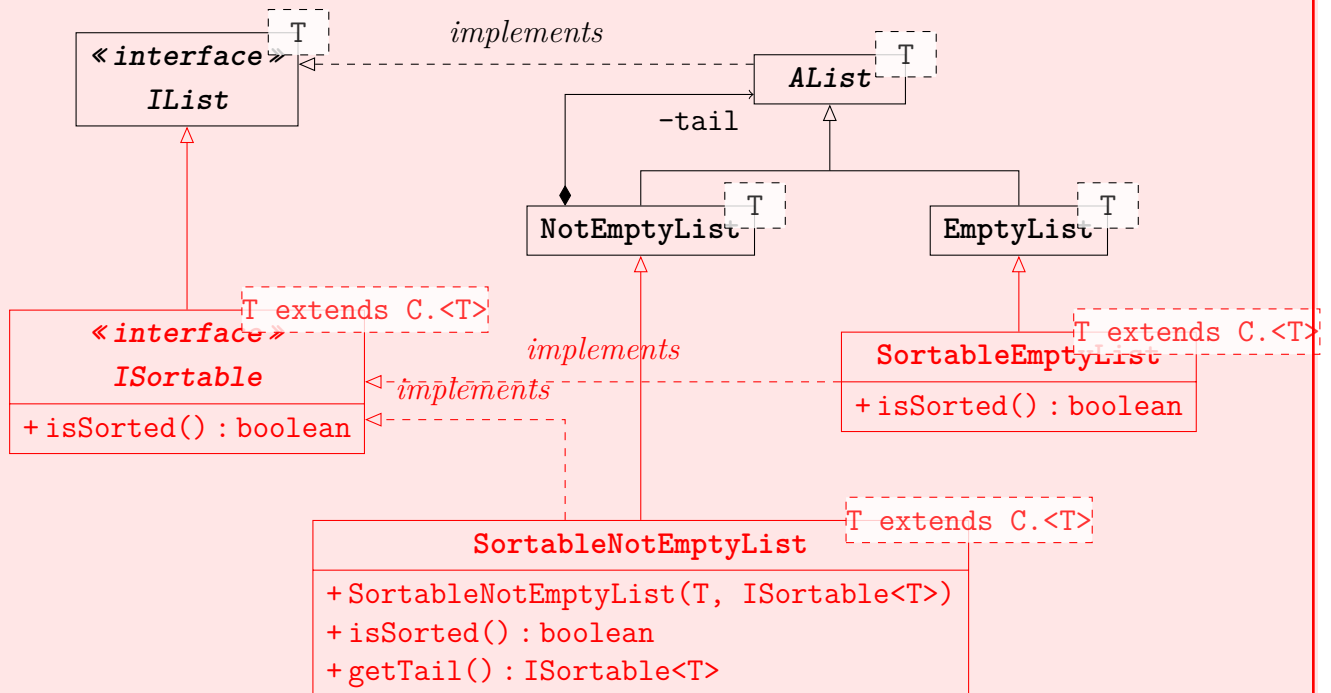 T
«interface»
IList
implements
T
AList
-tail
T
NotEmptyList
T
EmptyList
T extends C.<T>
«interface»
ISortable
+ isSorted() : boolean
implements
implements
T extends C.<T>
SortableEmptyList
+ isSorted() : boolean
T extends C.<T>
SortableNotEmptyList
+ SortableNotEmptyList(T, ISortable<T>)
+ isSorted() : boolean
+ getTail() : ISortable<T>